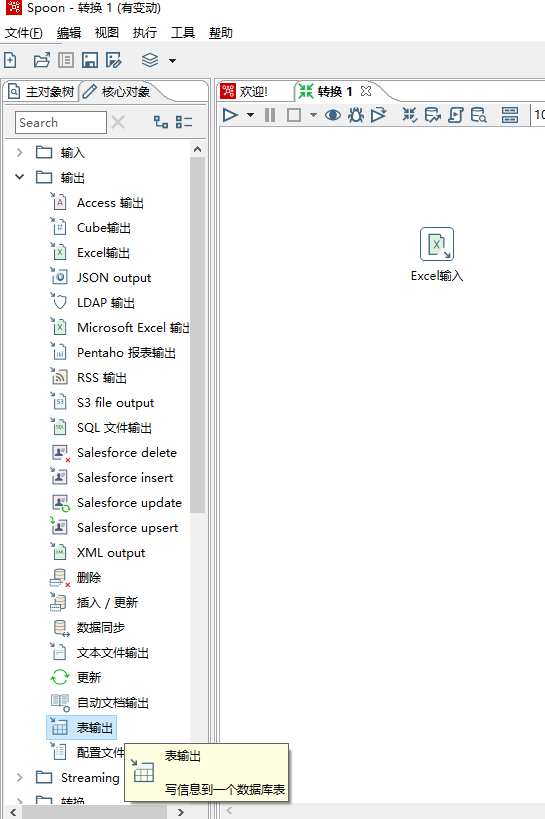 Spoon - 转换 1 (有变动)
文件(F) 编辑 视图 执行 工具 帮助
主对象树 核心对象
欢迎! 转换 1
Search
10
输入
输出
Access 输出
Cube输出
Excel输出
JSON output
LDAP 输出
Microsoft Excel 输出
Pentaho 报表输出
RSS 输出
S3 file output
SQL 文件输出
Salesforce delete
Salesforce insert
Salesforce update
Salesforce upsert
XML output
删除
插入 / 更新
数据同步
文本文件输出
更新
自动文档输出
表输出
配置文件
Streaming
转换
Excel输入
表输出
写信息到一个数据库表